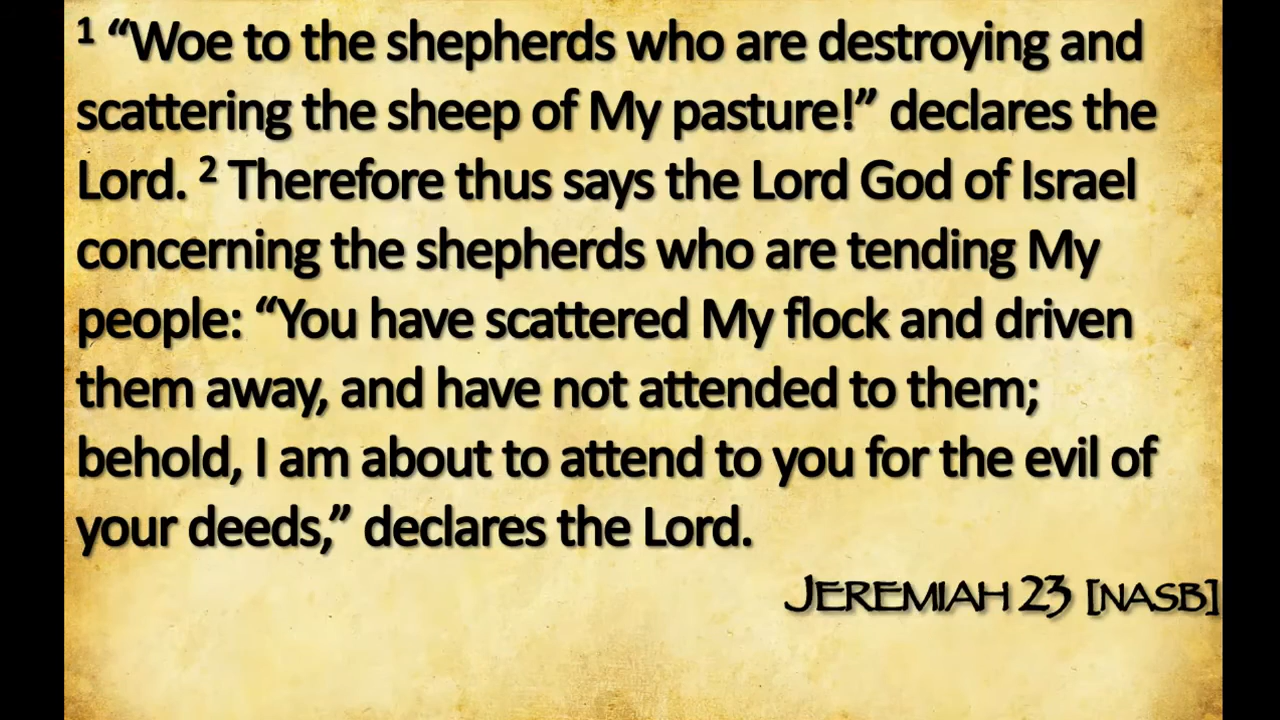 ¹ “Woe to the shepherds who are destroying and
scattering the sheep of My pasture!” declares the
Lord. ² Therefore thus says the Lord God of Israel
concerning the shepherds who are tending My
people: “You have scattered My flock and driven
them away, and have not attended to them;
behold, I am about to attend to you for the evil of
your deeds,” declares the Lord.
Jeremiah 23 [NASB]